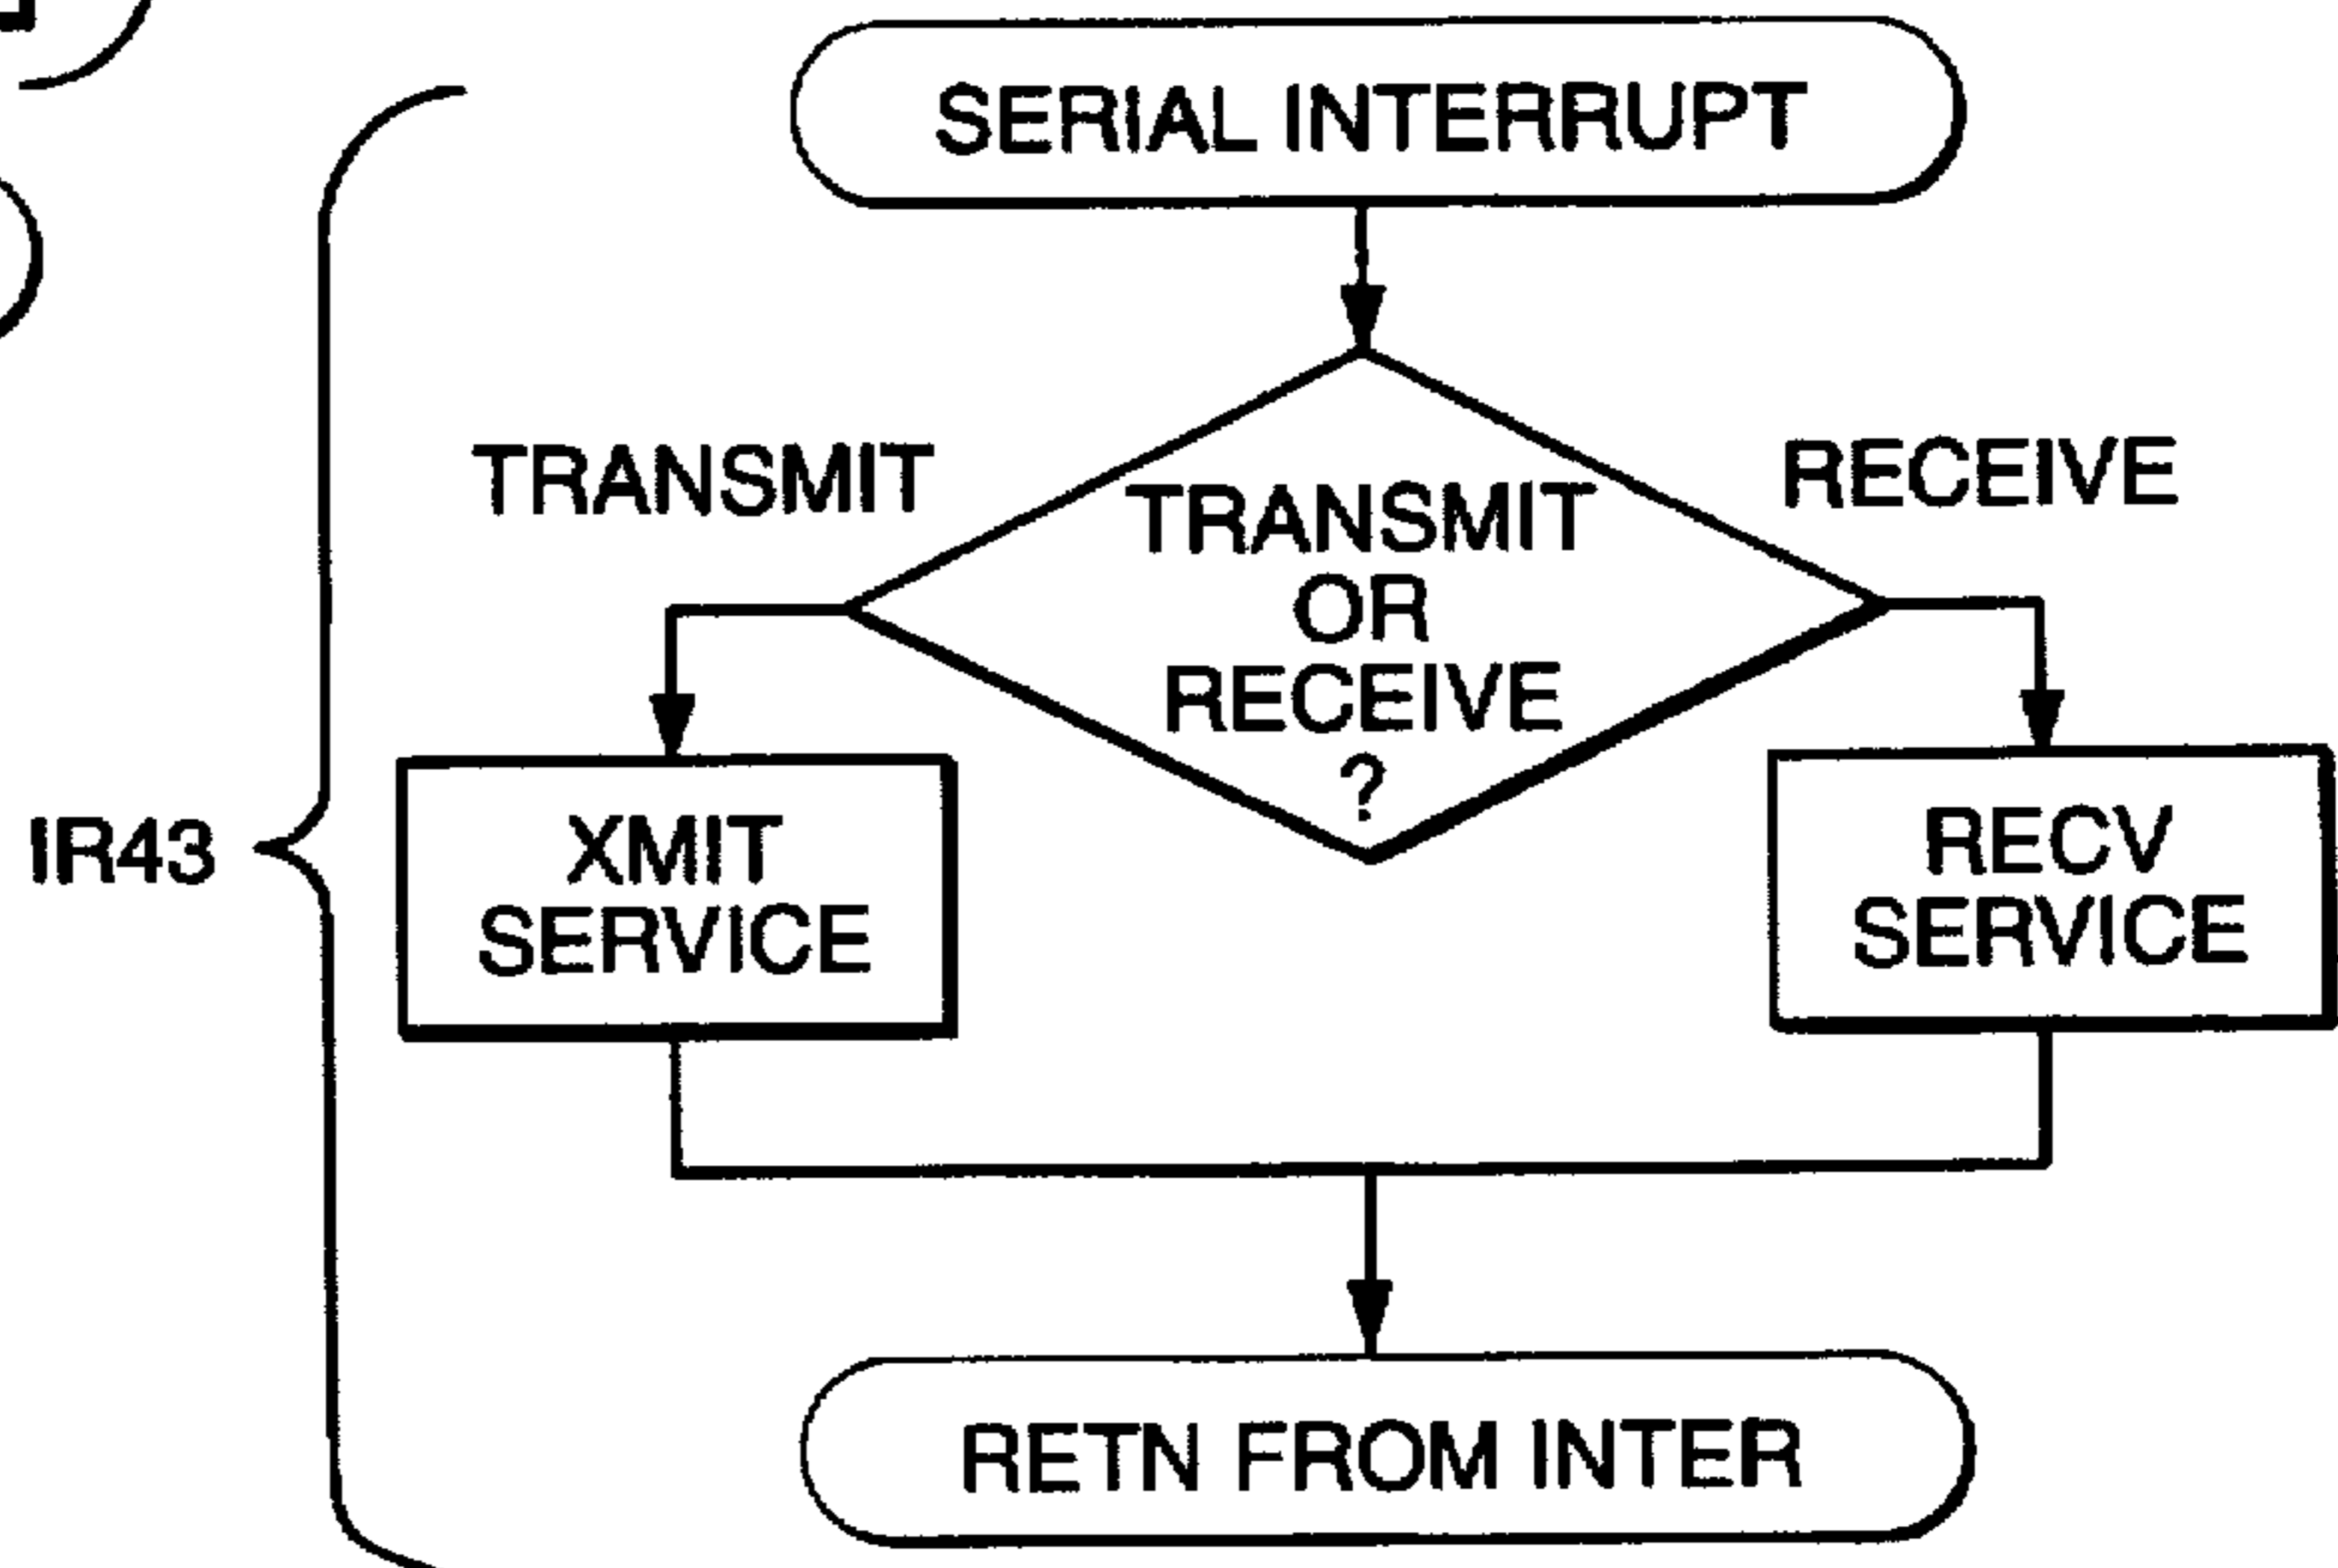 SERIAL INTERRUPT
TRANSMIT
RECEIVE
TRANSMIT
OR
RECEIVE
?
IR43
XMIT
SERVICE
RECV
SERVICE
RETN FROM INTER